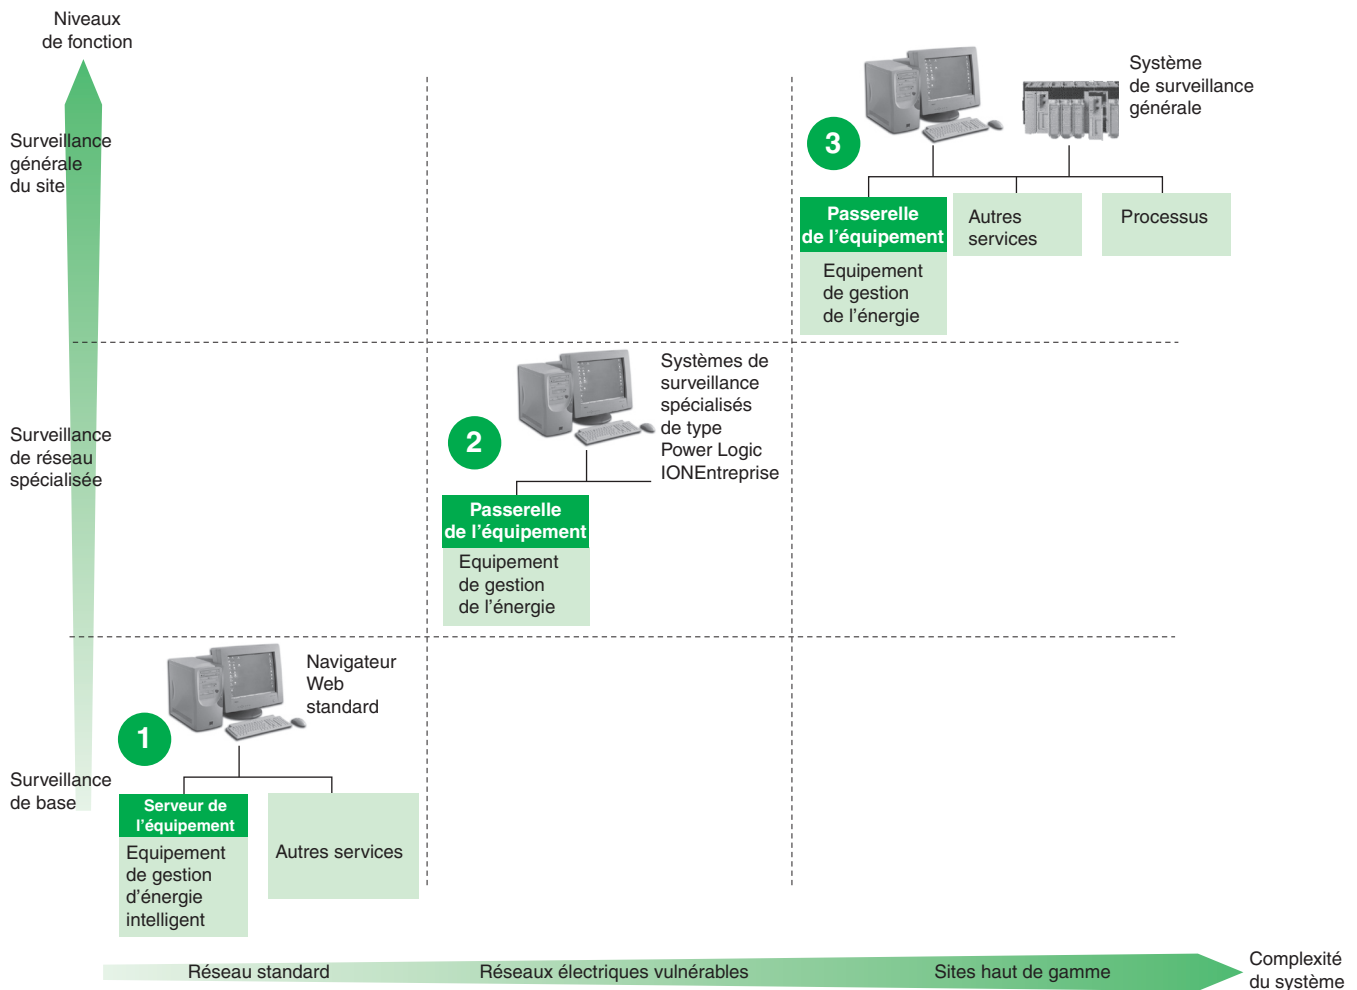 Niveaux
de fonction
Surveillance
générale
du site
Système
de surveillance
générale
3
Passerelle
de l'équipement
Equipement
de gestion
de l'énergie
Autres
services
Processus
Surveillance
de réseau
spécialisée
2
Systèmes de
surveillance
spécialisés
de type
Power Logic
IONEntreprise
Passerelle
de l'équipement
Equipement
de gestion
de l'énergie
Surveillance
de base
1
Navigateur
Web
standard
Serveur de
l'équipement
Equipement
de gestion
d'énergie
intelligent
Autres services
Réseau standard
Réseaux électriques vulnérables
Sites haut de gamme
Complexité
du système